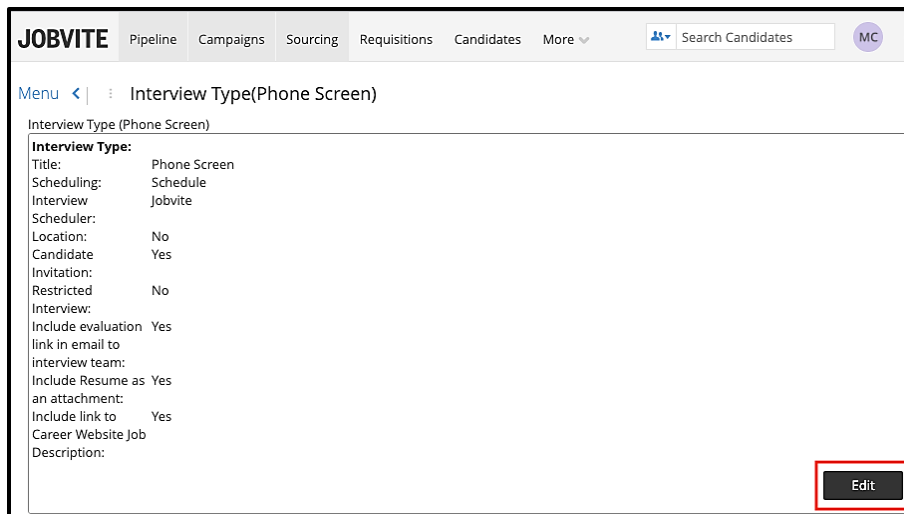 JOBVITE Pipeline Campaigns Sourcing Requisitions Candidates More Search Candidates MC
Menu Interview Type(Phone Screen)
Interview Type (Phone Screen)
Interview Type:
Title: Phone Screen
Scheduling: Schedule
Interview Jobvite
Scheduler:
Location: No
Candidate Yes
Invitation:
Restricted No
Interview:
Include evaluation Yes
link in email to
interview team:
Include Resume as Yes
an attachment:
Include link to Yes
Career Website Job
Description:
Edit